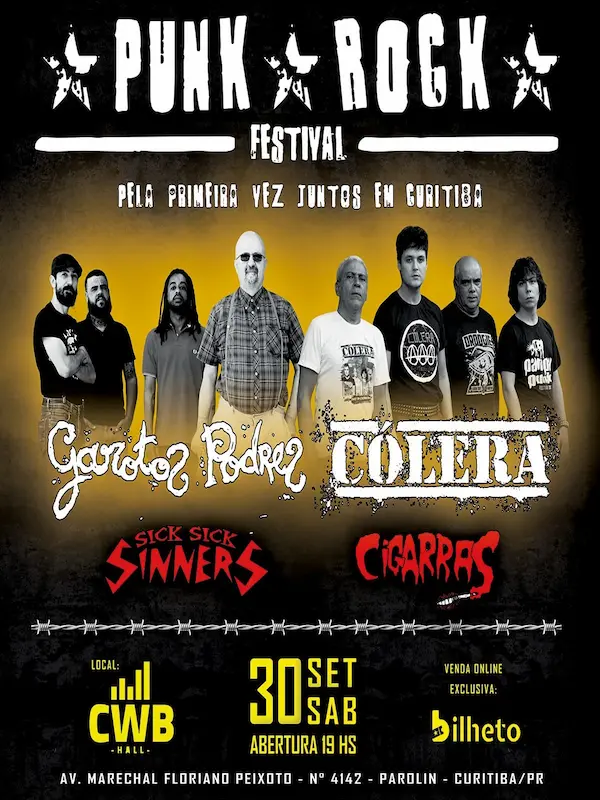 PUNK ROCK
FESTIVAL
PELA PRIMEIRA VEZ JUNTOS EM CURITIBA
CÓLERA
CÓLERA
Garotos Podres
CÓLERA
SICK SICK
SINNERS
CIGARRAS
LOCAL:
CWB
-HALL-
30 SET
SAB
ABERTURA 19 HS
VENDA ONLINE
EXCLUSIVA:
bilheto
AV. MARECHAL FLORIANO PEIXOTO - Nº 4142 - PAROLIN - CURITIBA/PR